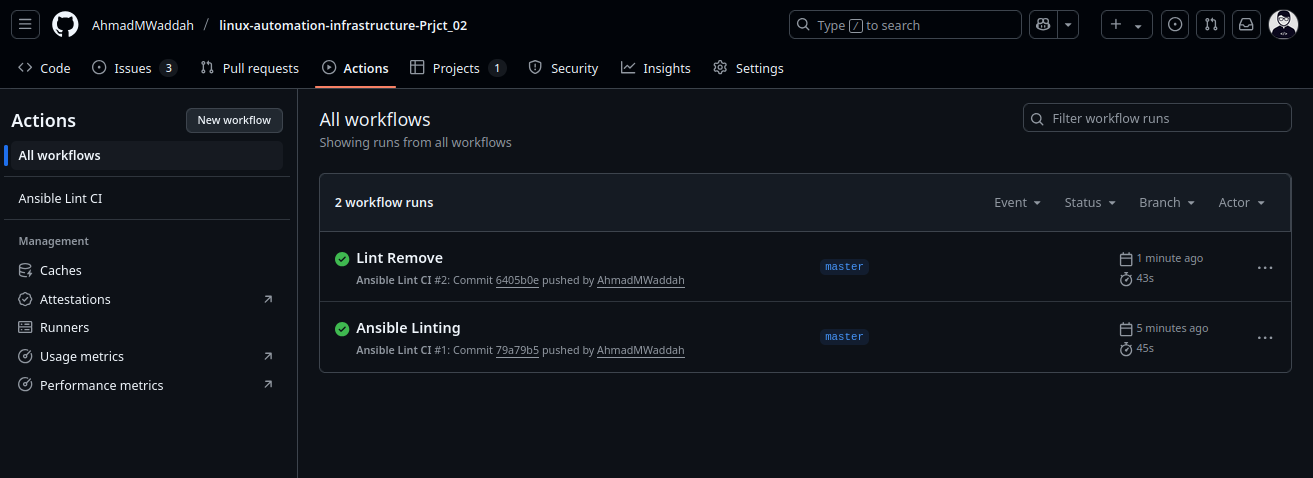 AhmadMWaddah / linux-automation-infrastructure-Prjct_02
Type / to search
Code
Issues 3
Pull requests
Actions
Projects 1
Security
Insights
Settings
Actions
New workflow
All workflows
Ansible Lint CI
Management
Caches
Attestations
Runners
Usage metrics
Performance metrics
All workflows
Showing runs from all workflows
Filter workflow runs
2 workflow runs
Event
Status
Branch
Actor
Lint Remove
Ansible Lint CI #2: Commit 6405b0e pushed by AhmadMWaddah
master
1 minute ago
43s
Ansible Linting
Ansible Lint CI #1: Commit 79a79b5 pushed by AhmadMWaddah
master
5 minutes ago
45s